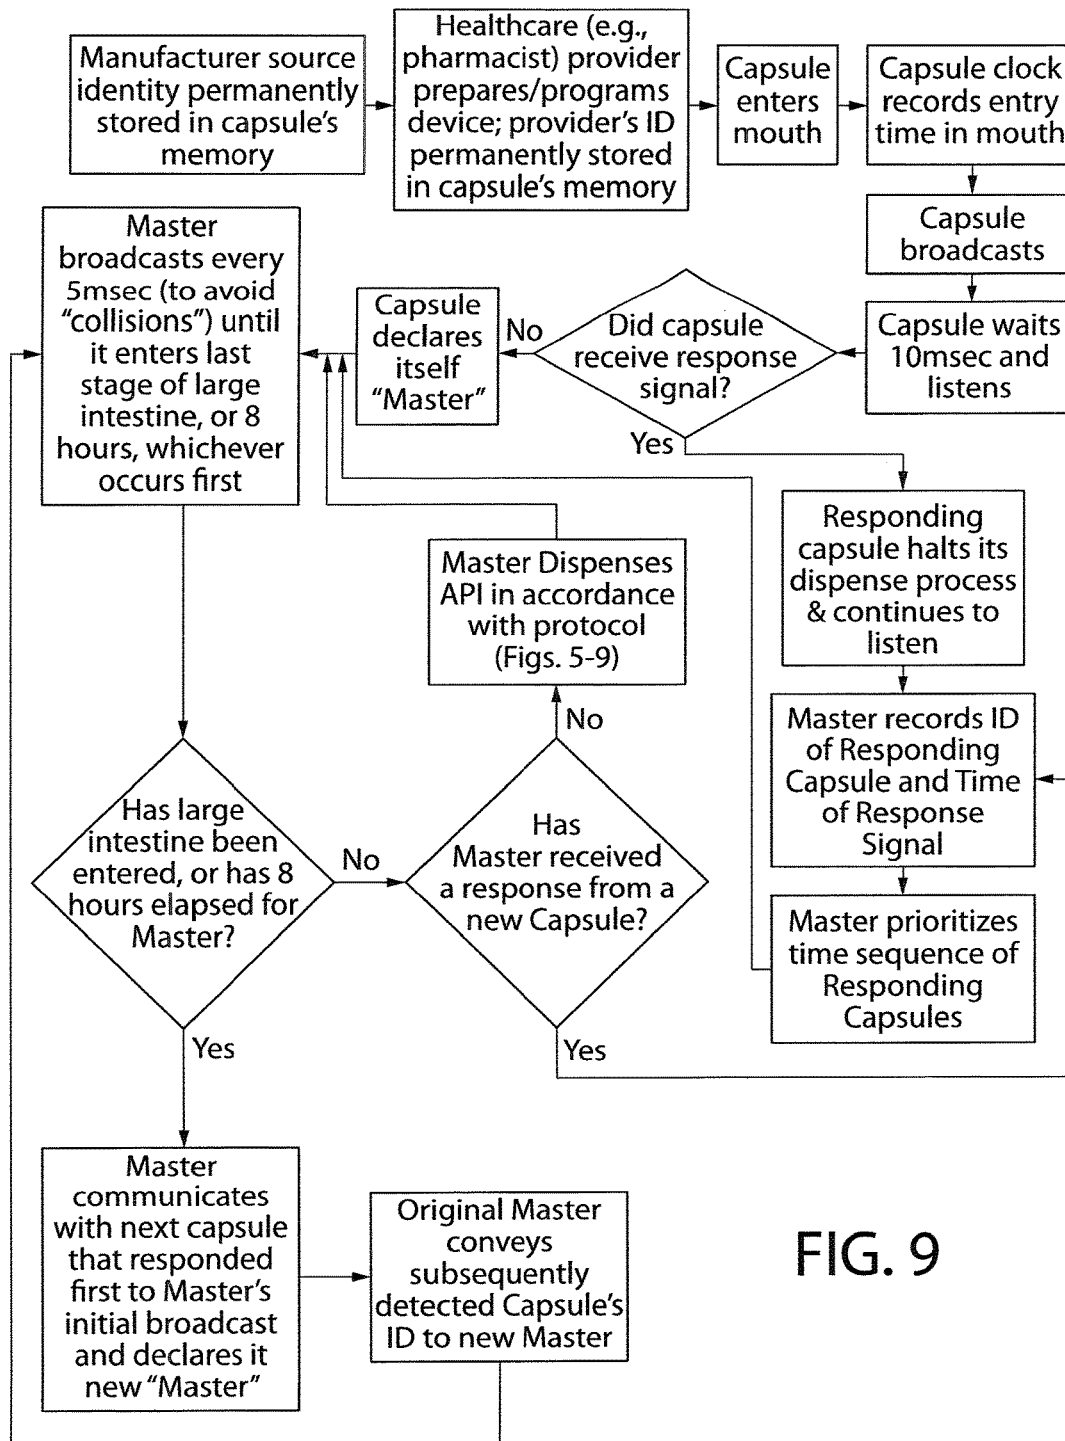 Manufacturer source
identity permanently
stored in capsule's
memory
Healthcare (e.g.,
pharmacist) provider
prepares/programs
device; provider's ID
permanently stored
in capsule's memory
Capsule
enters
mouth
Capsule clock
records entry
time in mouth
Capsule
broadcasts
Capsule waits
10msec and
listens
Did capsule
receive response
signal?
No
Yes
Capsule
declares
itself
"Master"
Master
broadcasts every
5msec (to avoid
"collisions") until
it enters last
stage of large
intestine, or 8
hours, whichever
occurs first
Responding
capsule halts its
dispense process
& continues to
listen
Master records ID
of Responding
Capsule and Time
of Response
Signal
Master prioritizes
time sequence of
Responding
Capsules
Master Dispenses
API in accordance
with protocol
(Figs. 5-9)
No
Has large
intestine been
entered, or has 8
hours elapsed for
Master?
No
Has
Master received
a response from a
new Capsule?
Yes
Yes
Master
communicates
with next capsule
that responded
first to Master's
initial broadcast
and declares it
new "Master"
Original Master
conveys
subsequently
detected Capsule's
ID to new Master
FIG. 9